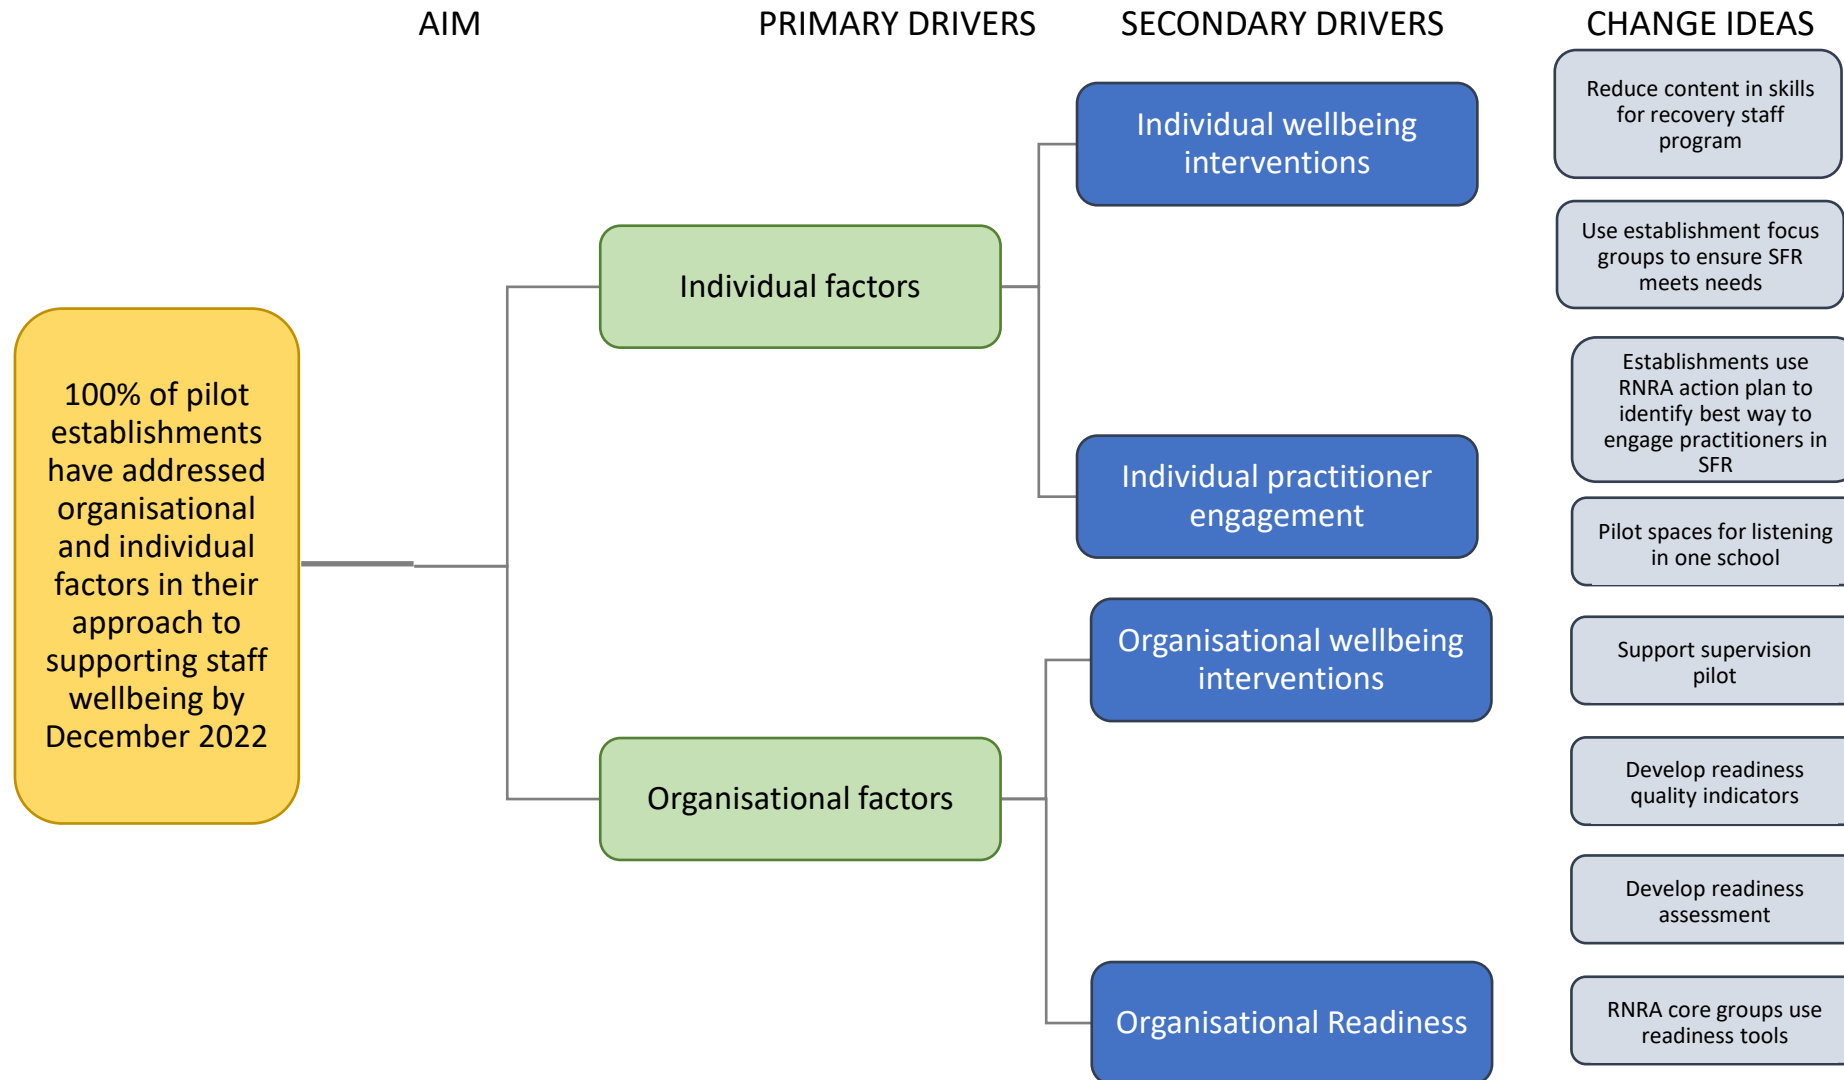 AIM
PRIMARY DRIVERS
SECONDARY DRIVERS
CHANGE IDEAS
100% of pilot
establishments
have addressed
organisational
and individual
factors in their
approach to
supporting staff
wellbeing by
December 2022
Individual factors
Organisational factors
Individual wellbeing
interventions
Individual practitioner
engagement
Organisational wellbeing
interventions
Organisational Readiness
Reduce content in skills
for recovery staff
program
Use establishment focus
groups to ensure SFR
meets needs
Establishments use
RNRA action plan to
identify best way to
engage practitioners in
SFR
Pilot spaces for listening
in one school
Support supervision
pilot
Develop readiness
quality indicators
Develop readiness
assessment
RNRA core groups use
readiness tools